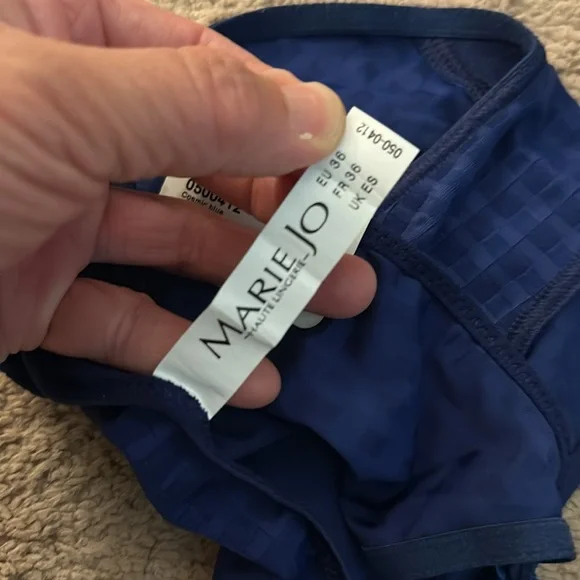 050-0412
EU 36
FR 36
UK ES
MARIE JO
—HAUTE LINGERIE—
0500412
Cosmic blue